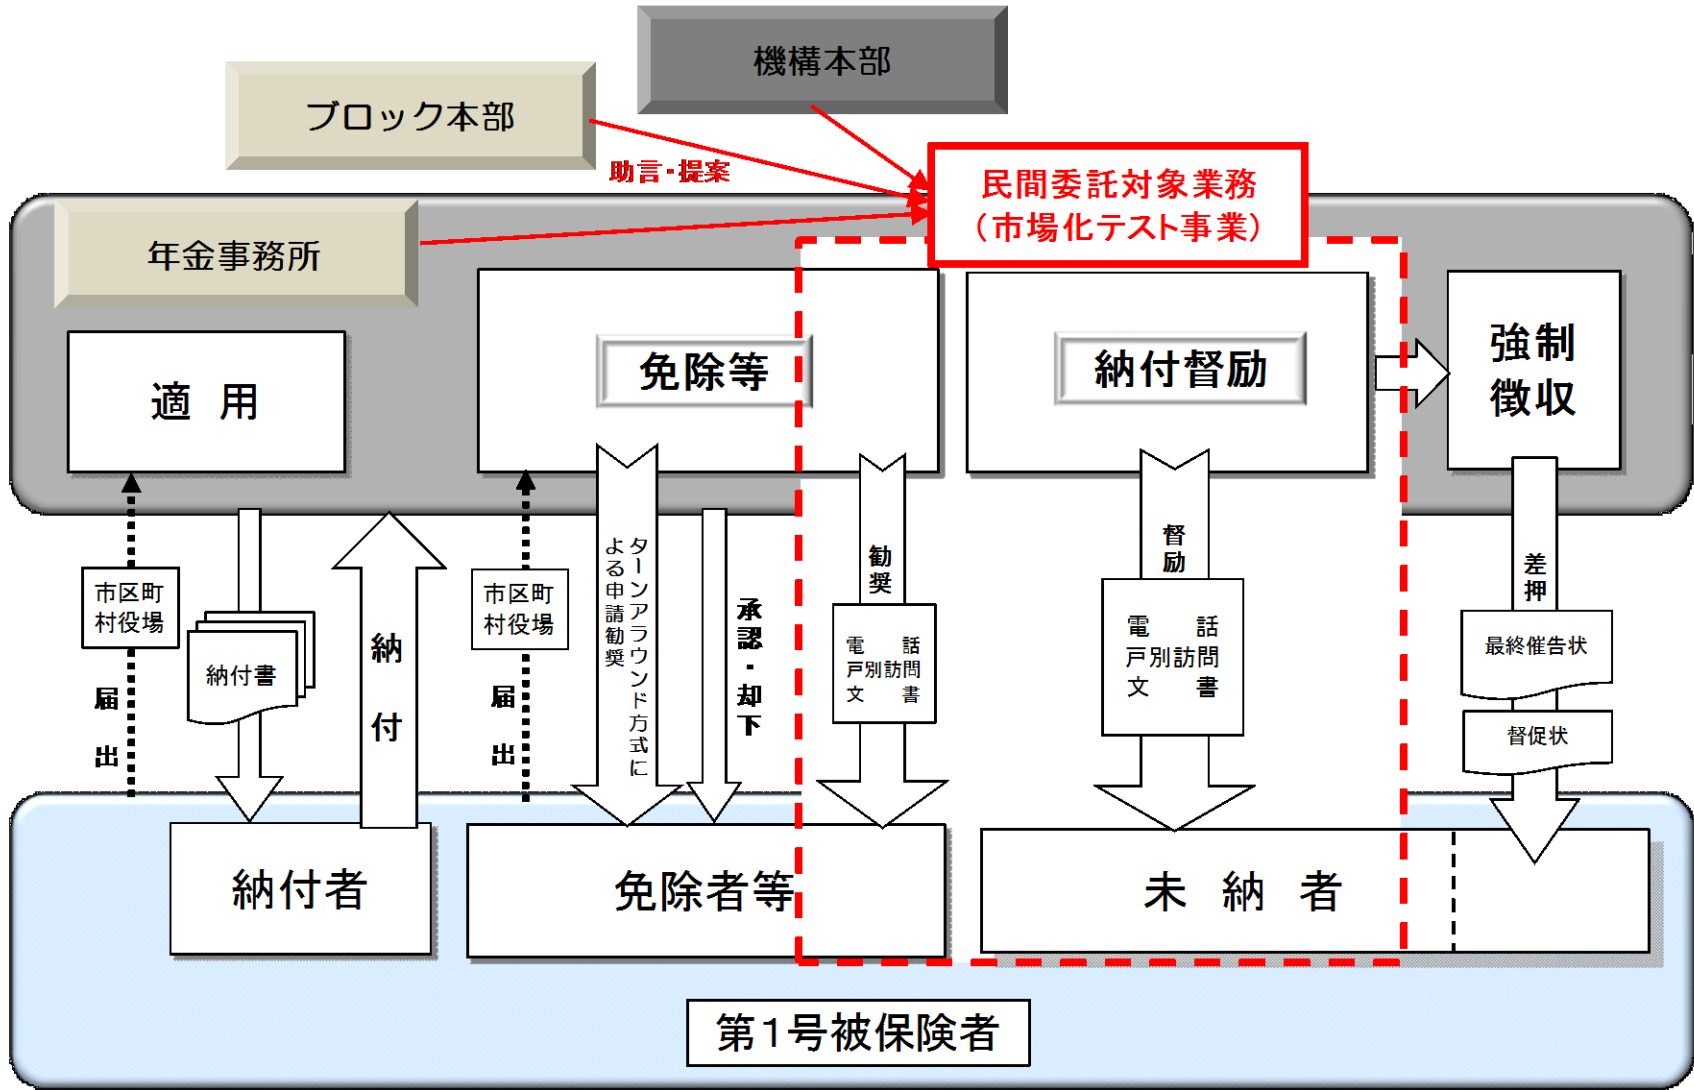 機構本部
ブロック本部
助言・提案
民間委託対象業務
（市場化テスト事業）
年金事務所
適 用
免除等
納付督励
強制
徴収
市区町
村役場
届
出
納付書
納
付
市区町
村役場
届
出
ターンアラウンド方式に
よる申請勧奨
承認・却下
勧奨
電 話
戸別訪問
文 書
督励
電 話
戸別訪問
文 書
差押
最終催告状
督促状
納付者
免除者等
未 納 者
第１号被保険者